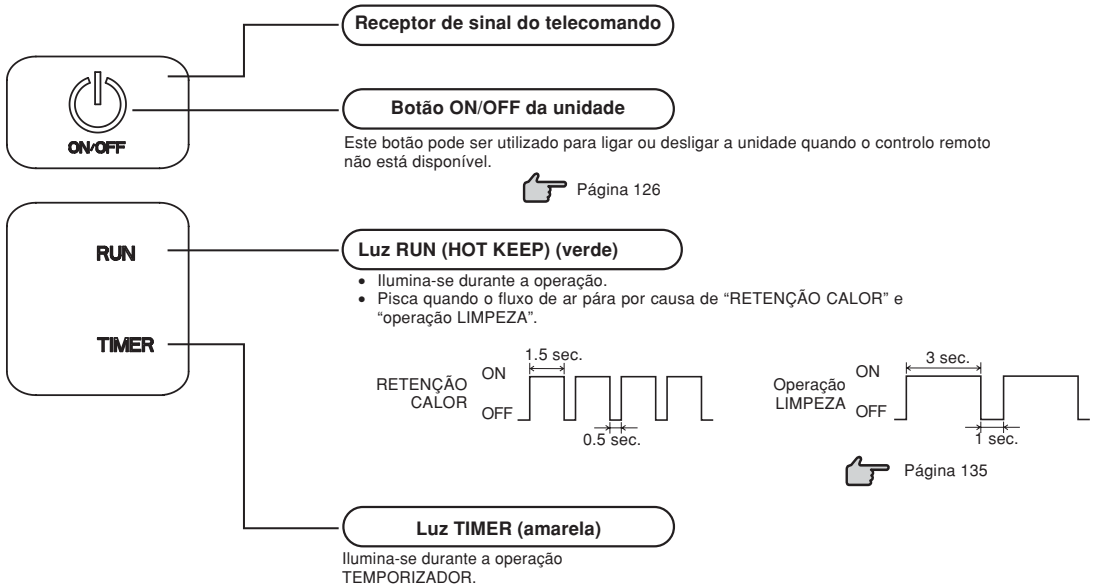 Receptor de sinal do telecomando
ON/OFF
Botão ON/OFF da unidade
Este botão pode ser utilizado para ligar ou desligar a unidade quando o controlo remoto
não está disponível.
Página 126
RUN
TIMER
Luz RUN (HOT KEEP) (verde)
• Ilumina-se durante a operação.
• Pisca quando o fluxo de ar pára por causa de “RETENÇÃO CALOR” e
“operação LIMPEZA”.
RETENÇÃO
CALOR
ON
OFF
1.5 sec.
0.5 sec.
Operação
LIMPEZA
ON
OFF
3 sec.
1 sec.
Página 135
Luz TIMER (amarela)
Ilumina-se durante a operação
TEMPORIZADOR.